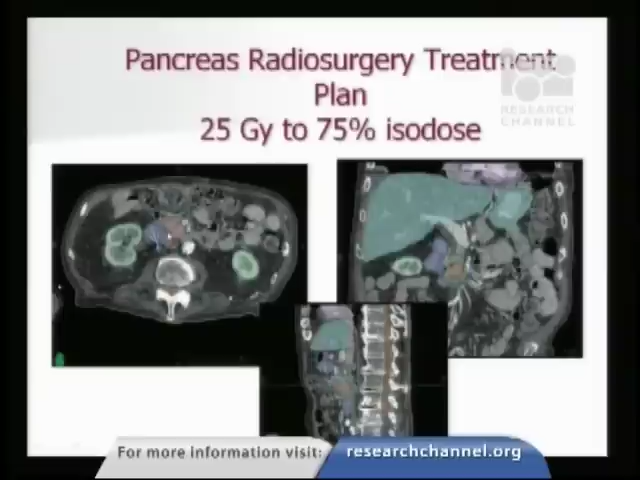 Pancreas Radiosurgery Treatment
Plan
25 Gy to 75% isodose
RESEARCH
CHANNEL
For more information visit:
researchchannel.org